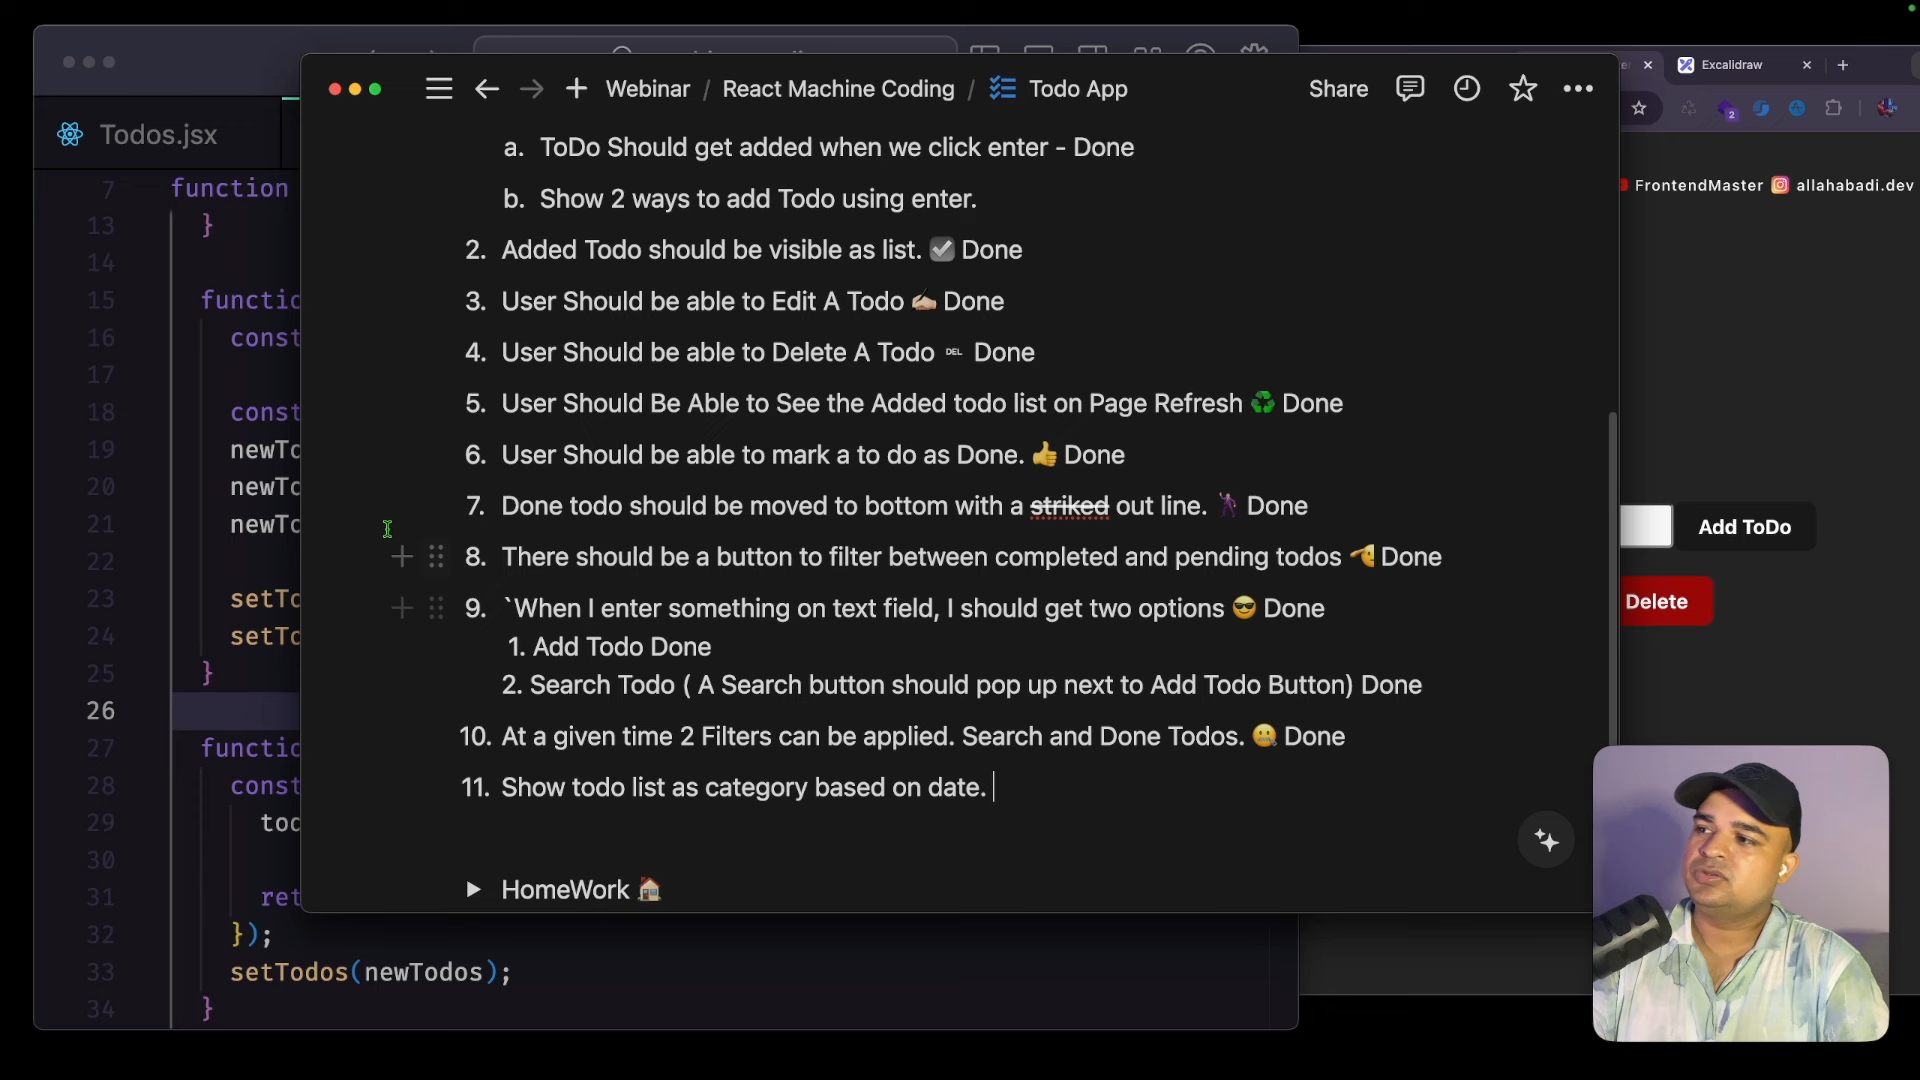 Webinar / React Machine Coding / Todo App
Share
Excalidraw
Todos.jsx
2
FrontendMaster allahabadi.dev
a. ToDo Should get added when we click enter - Done
b. Show 2 ways to add Todo using enter.
2. Added Todo should be visible as list. ☑️ Done
3. User Should be able to Edit A Todo ✍🏼 Done
4. User Should be able to Delete A Todo ␡ Done
5. User Should Be Able to See the Added todo list on Page Refresh ♻️ Done
6. User Should be able to mark a to do as Done. 👍 Done
7. Done todo should be moved to bottom with a striked out line. 🕺 Done
8. There should be a button to filter between completed and pending todos 🫡 Done
9. `When I enter something on text field, I should get two options 😎 Done
1. Add Todo Done
2. Search Todo ( A Search button should pop up next to Add Todo Button) Done
10. At a given time 2 Filters can be applied. Search and Done Todos. 🤐 Done
11. Show todo list as category based on date.
HomeWork 🏠
Add ToDo
Delete
7 function
13 }
14
15 functio
16 const
17
18 const
19 newTo
20 newTo
21 newTo
22
23 setTo
24 setTo
25 }
26
27 functio
28 const
29 tod
30
31 ret
32 });
33 setTodos(newTodos);
34 }